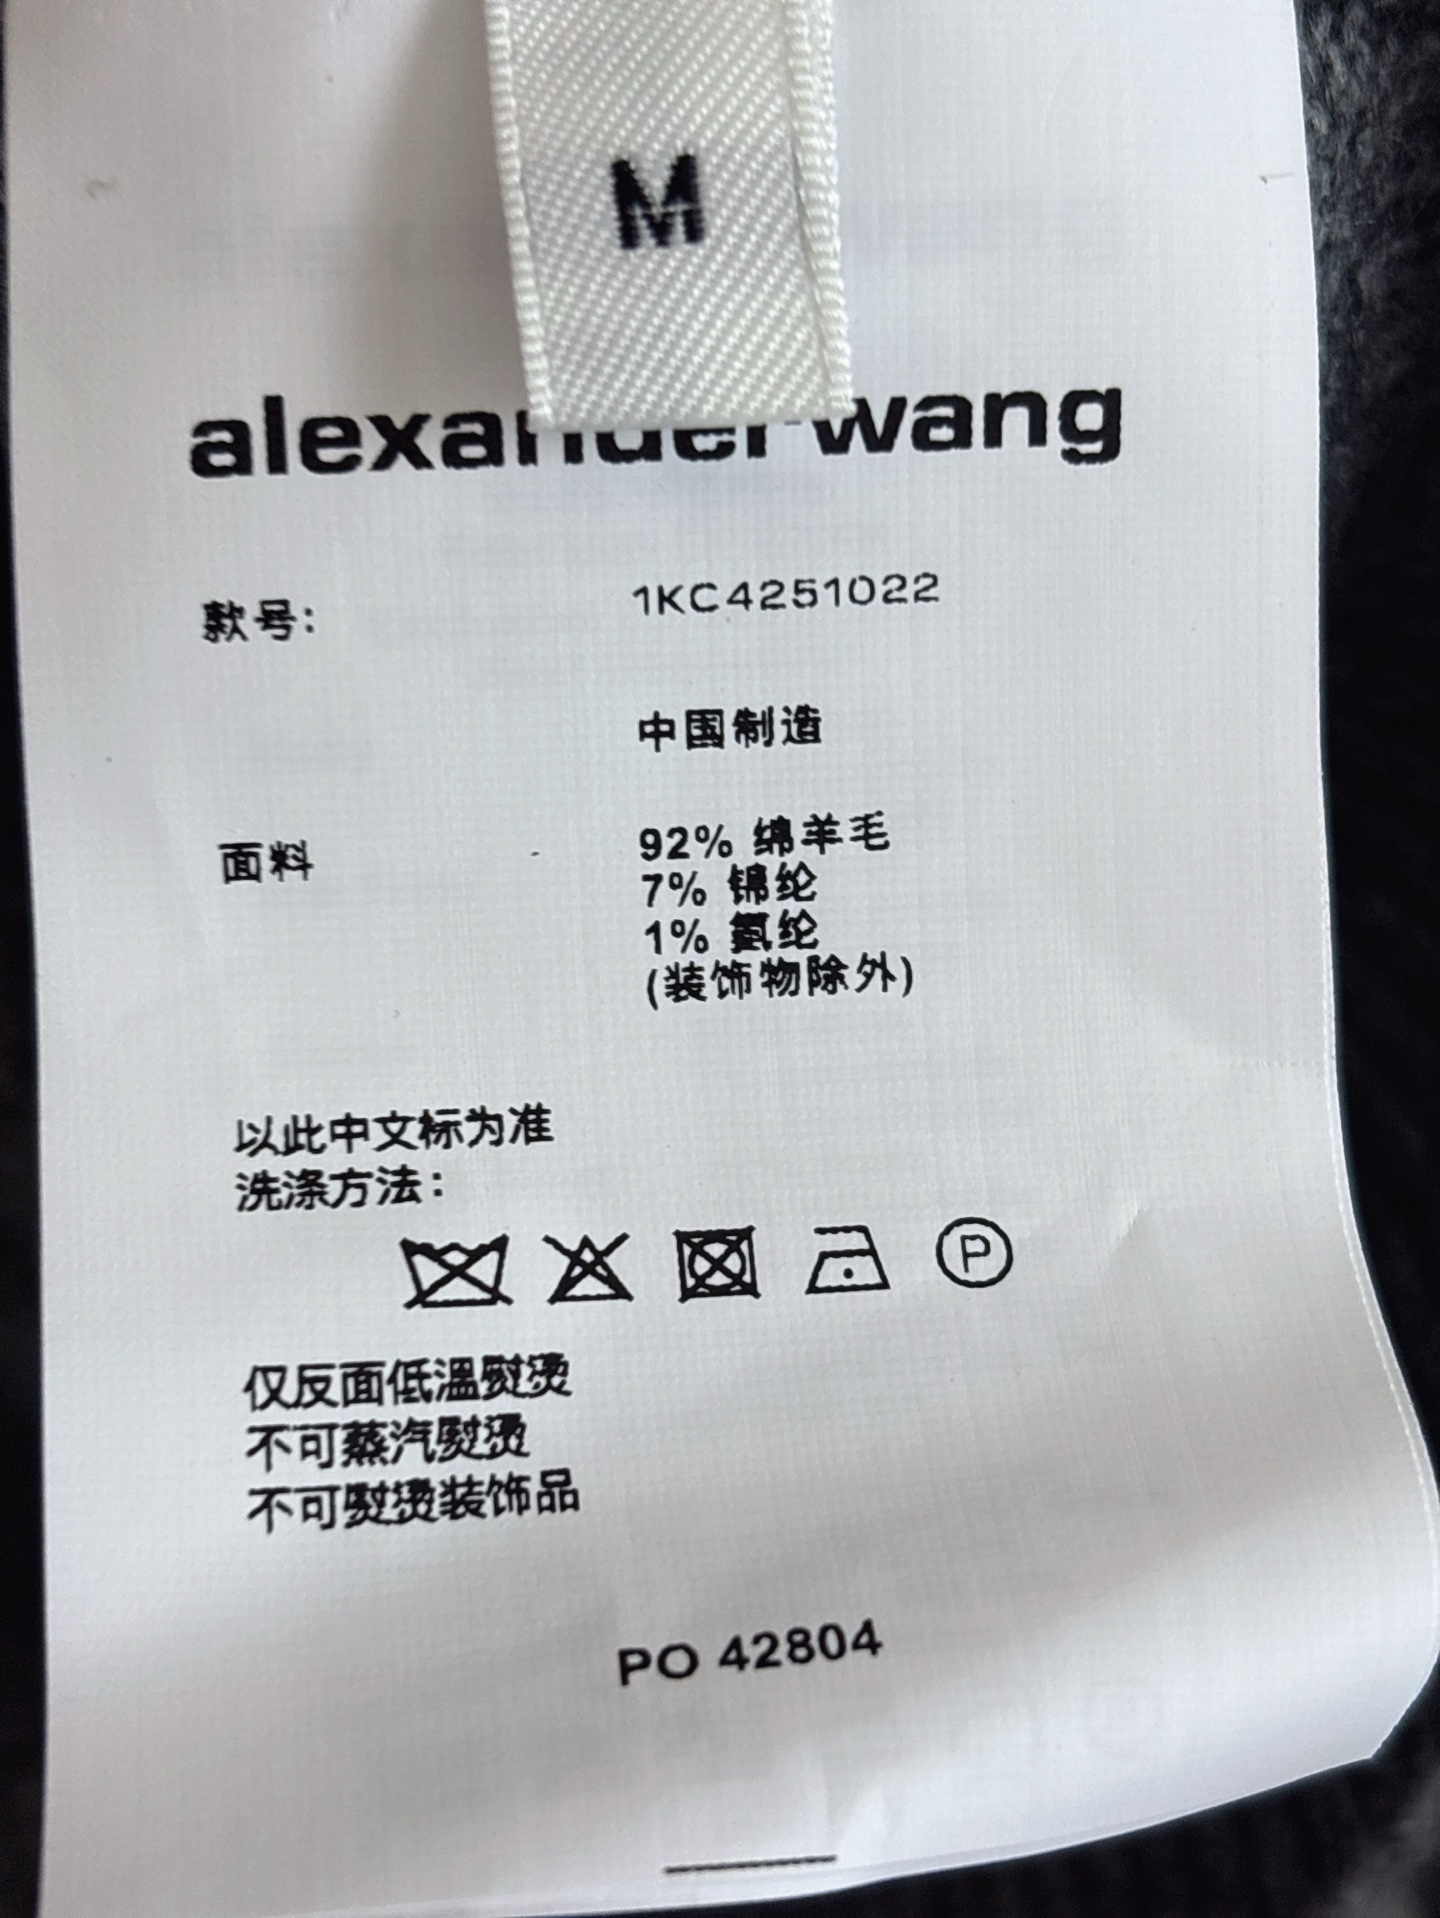 M
alexanderwang
款号: 1KC4251022
中国制造
面料 92% 绵羊毛
7% 锦纶
1% 氨纶
(装饰物除外)
以此中文标为准
洗涤方法:
P
仅反面低温熨烫
不可蒸汽熨烫
不可熨烫装饰品
PO 42804